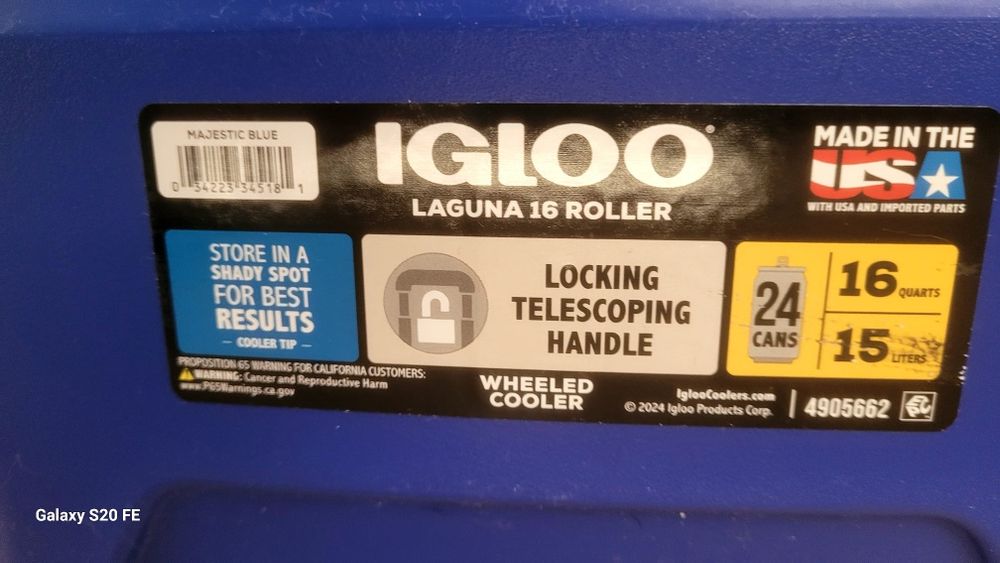 MAJESTIC BLUE
0 34223 34518 1
IGLOO®
LAGUNA 16 ROLLER
MADE IN THE
USA
WITH USA AND IMPORTED PARTS
STORE IN A
SHADY SPOT
FOR BEST
RESULTS
– COOLER TIP –
LOCKING
TELESCOPING
HANDLE
24
CANS
16 QUARTS
15 LITERS
PROPOSITION 65 WARNING FOR CALIFORNIA CUSTOMERS:
WARNING: Cancer and Reproductive Harm
www.P65Warnings.ca.gov
WHEELED
COOLER
IglooCoolers.com
© 2024 Igloo Products Corp.
4905662
Galaxy S20 FE